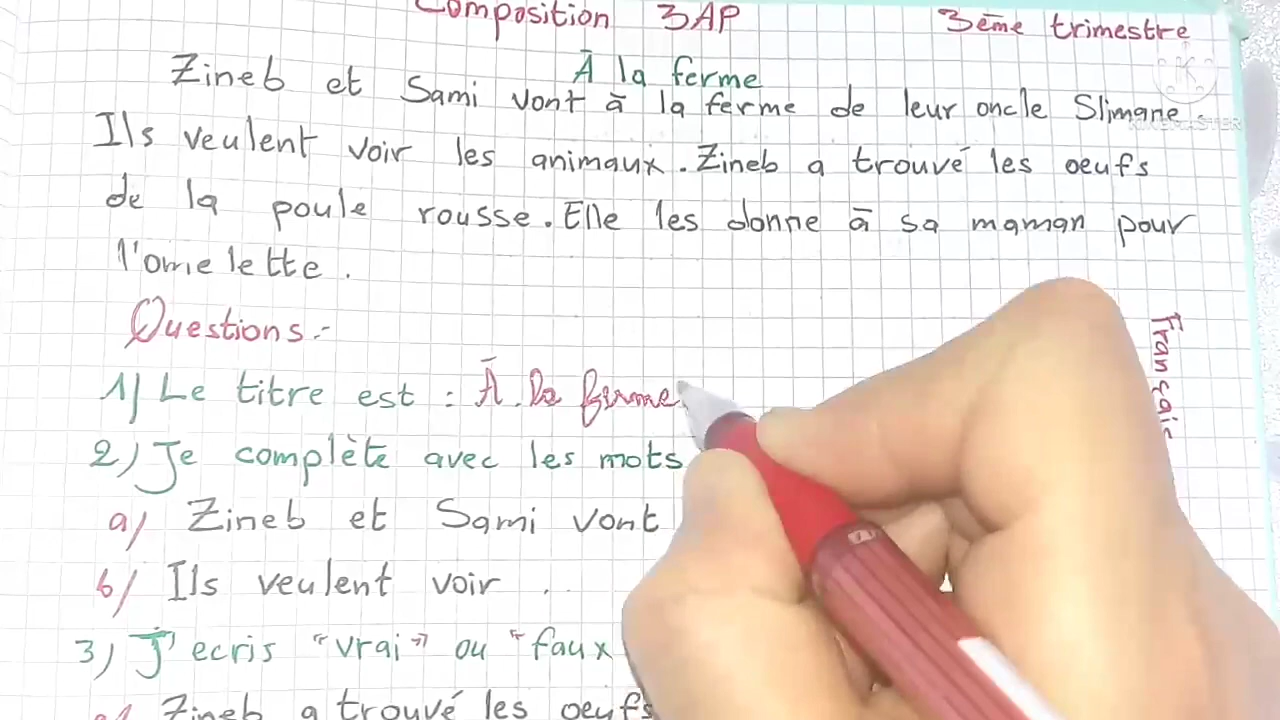 Composition 3AP 3ème trimestre
À la ferme
Zineb et Sami vont à la ferme de leur oncle Slimane.
Ils veulent voir les animaux. Zineb a trouvé les oeufs
de la poule rousse. Elle les donne à sa maman pour
l'omelette.
Questions:-
1) Le titre est : À la ferme
2) Je complète avec les mots
a/ Zineb et Sami vont
b/ Ils veulent voir ..
3) J'ecris "vrai" ou "faux
Zineb a trouvé les oeufs
Français